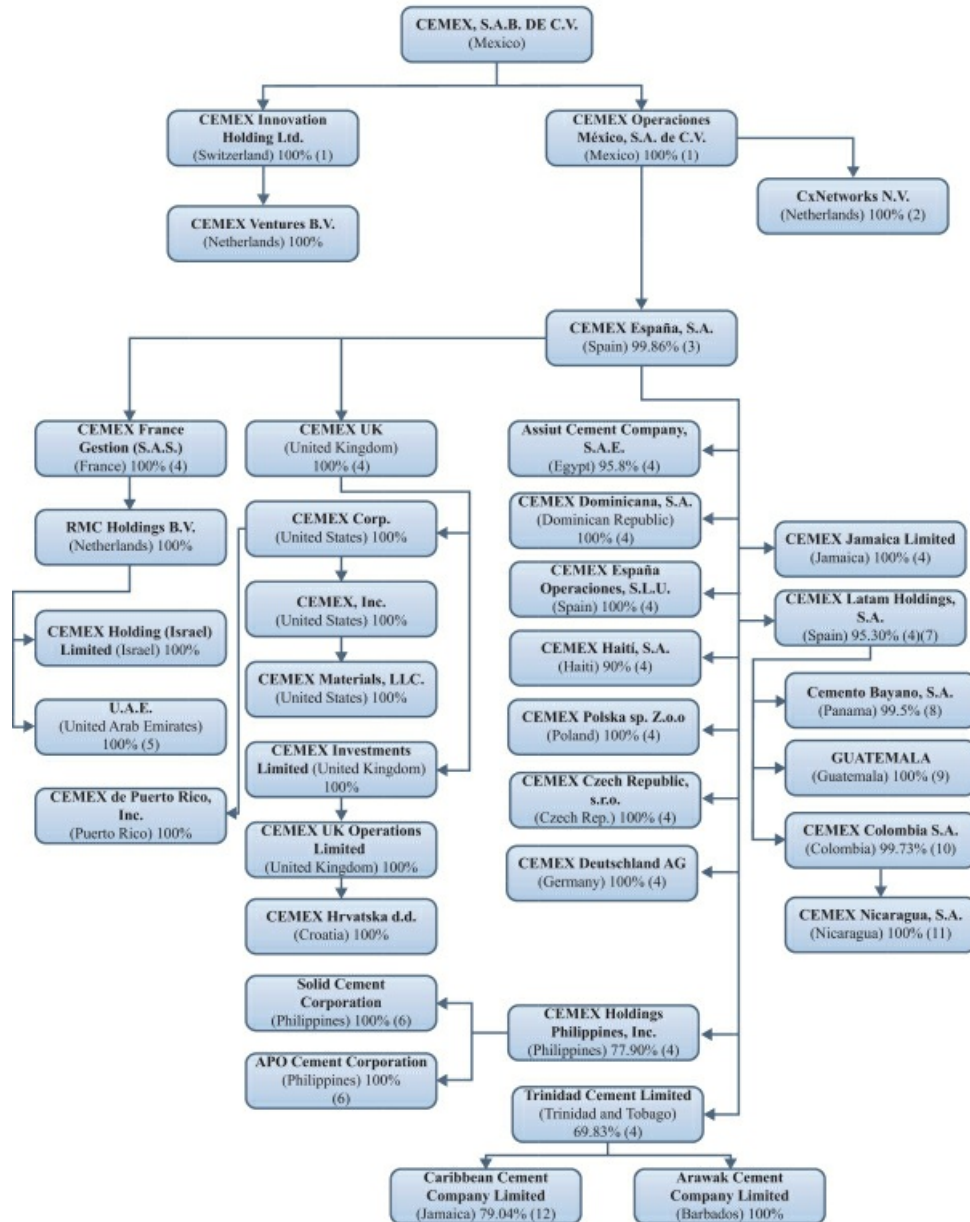 CEMEX, S.A.B. DE C.V.
(Mexico)
CEMEX Innovation
Holding Ltd.
(Switzerland) 100% (1)
CEMEX Operaciones
México, S.A. de C.V.
(Mexico) 100% (1)
CEMEX Ventures B.V.
(Netherlands) 100%
CxNetworks N.V.
(Netherlands) 100% (2)
CEMEX España, S.A.
(Spain) 99.86% (3)
CEMEX France
Gestion (S.A.S.)
(France) 100% (4)
CEMEX UK
(United Kingdom)
100% (4)
RMC Holdings B.V.
(Netherlands) 100%
CEMEX Holding (Israel)
Limited (Israel) 100%
U.A.E.
(United Arab Emirates)
100% (5)
CEMEX de Puerto Rico,
Inc.
(Puerto Rico) 100%
CEMEX Corp.
(United States) 100%
CEMEX, Inc.
(United States) 100%
CEMEX Materials, LLC.
(United States) 100%
CEMEX Investments
Limited (United Kingdom)
100%
CEMEX UK Operations
Limited
(United Kingdom) 100%
CEMEX Hrvatska d.d.
(Croatia) 100%
Assiut Cement Company,
S.A.E.
(Egypt) 95.8% (4)
CEMEX Dominicana, S.A.
(Dominican Republic)
100% (4)
CEMEX España
Operaciones, S.L.U.
(Spain) 100% (4)
CEMEX Haití, S.A.
(Haiti) 90% (4)
CEMEX Polska sp. Z.o.o
(Poland) 100% (4)
CEMEX Czech Republic,
s.r.o.
(Czech Rep.) 100% (4)
CEMEX Deutschland AG
(Germany) 100% (4)
CEMEX Jamaica Limited
(Jamaica) 100% (4)
CEMEX Latam Holdings,
S.A.
(Spain) 95.30% (4)(7)
Cemento Bayano, S.A.
(Panama) 99.5% (8)
GUATEMALA
(Guatemala) 100% (9)
CEMEX Colombia S.A.
(Colombia) 99.73% (10)
CEMEX Nicaragua, S.A.
(Nicaragua) 100% (11)
Solid Cement
Corporation
(Philippines) 100% (6)
APO Cement Corporation
(Philippines) 100%
(6)
CEMEX Holdings
Philippines, Inc.
(Philippines) 77.90% (4)
Trinidad Cement Limited
(Trinidad and Tobago)
69.83% (4)
Caribbean Cement
Company Limited
(Jamaica) 79.04% (12)
Arawak Cement
Company Limited
(Barbados) 100%